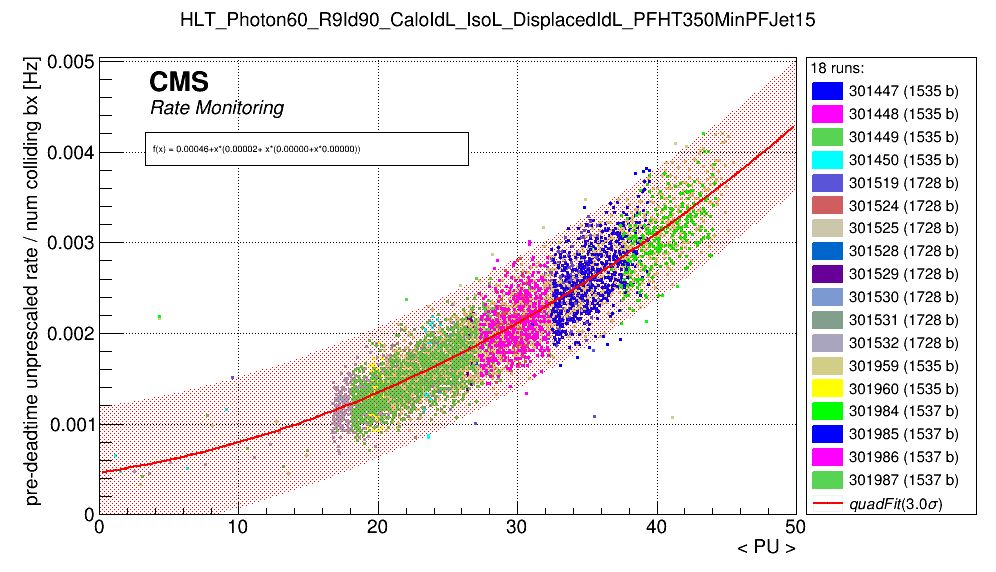 HLT_Photon60_R9Id90_CaloIdL_IsoL_DisplacedIdL_PFHT350MinPFJet15
pre-deadtime unprescaled rate / num colliding bx [Hz]
0.005
0.004
0.003
0.002
0.001
0
CMS
Rate Monitoring
f(x) = 0.00046+x*(0.00002+ x*(0.00000+x*0.00000))
0 10 20 30 40 50
< PU >
18 runs:
301447 (1535 b)
301448 (1535 b)
301449 (1535 b)
301450 (1535 b)
301519 (1728 b)
301524 (1728 b)
301525 (1728 b)
301528 (1728 b)
301529 (1728 b)
301530 (1728 b)
301531 (1728 b)
301532 (1728 b)
301959 (1535 b)
301960 (1535 b)
301984 (1537 b)
301985 (1537 b)
301986 (1537 b)
301987 (1537 b)
quadFit(3.0σ)